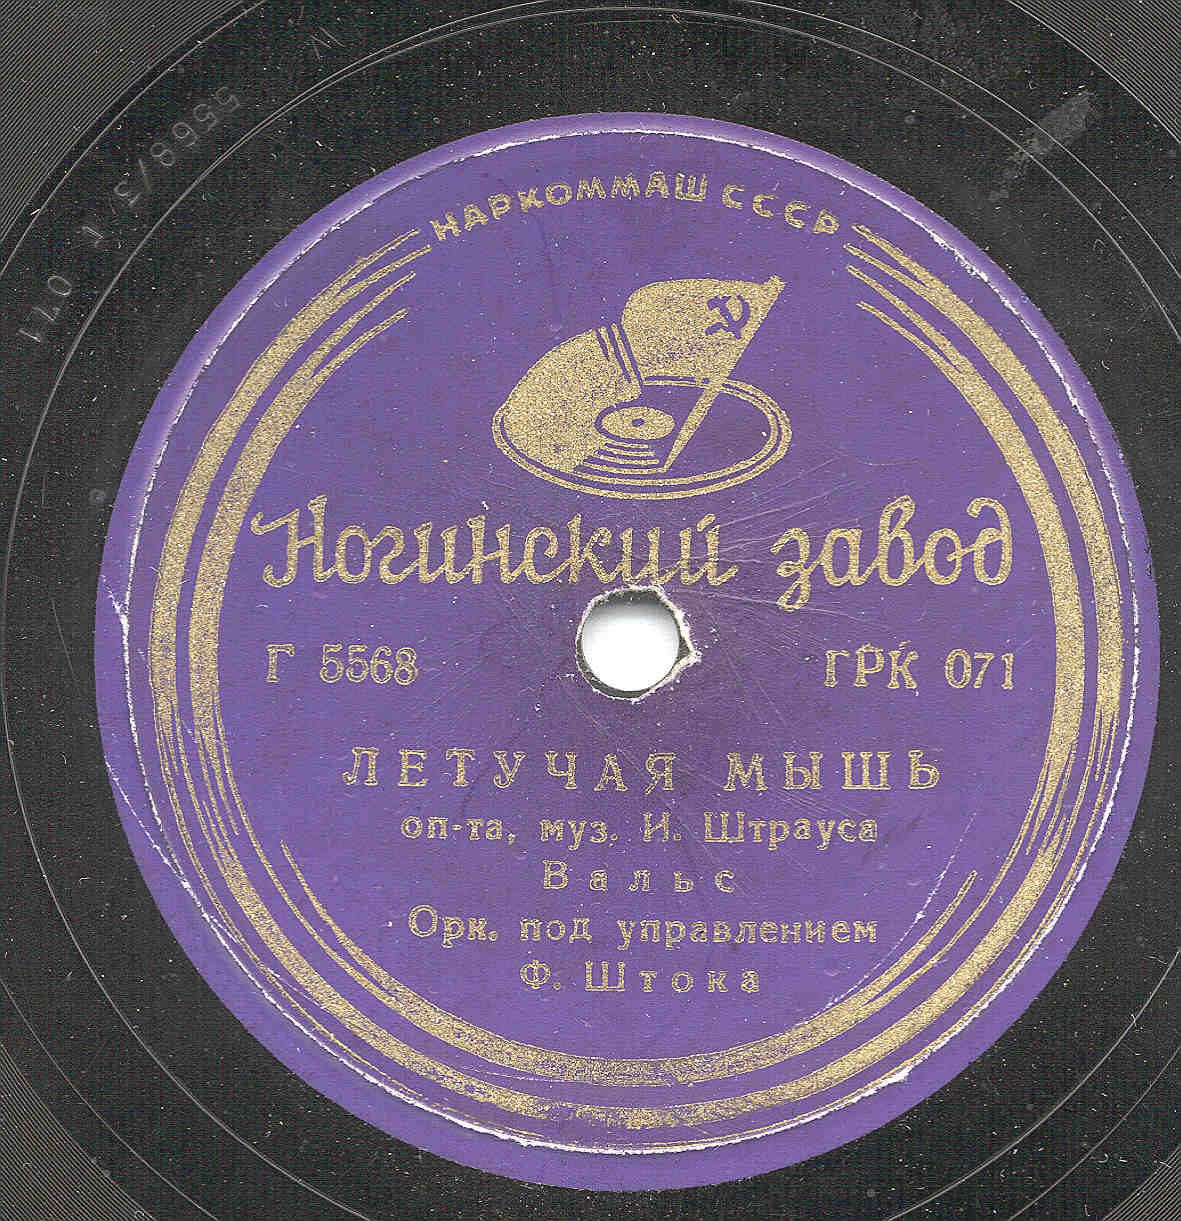 НАРКОММАШ СССР
Ногинский завод
Г 5568 ГРК 071
ЛЕТУЧАЯ МЫШЬ
оп-та, муз. И. Штрауса
Вальс
Орк. под управлением
Ф. Штока
5568/3
071